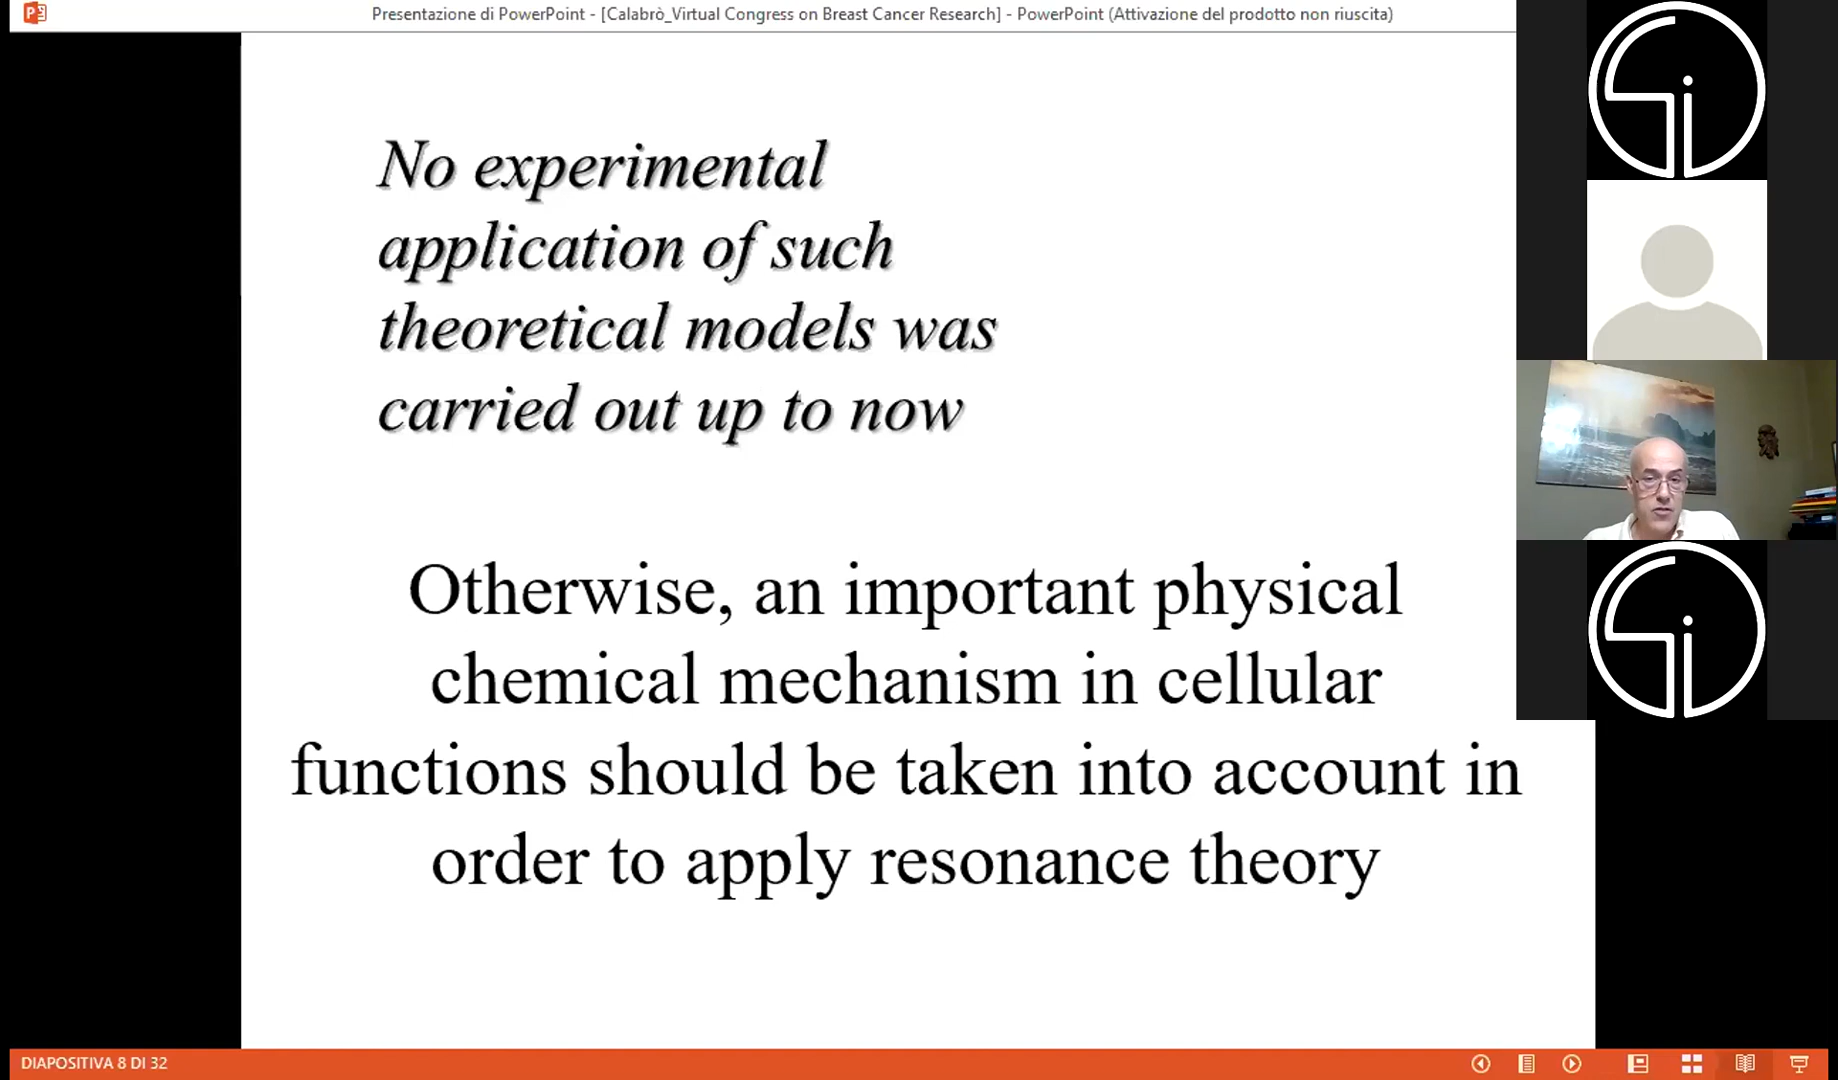 Presentazione di PowerPoint - [Calabrò_Virtual Congress on Breast Cancer Research] - PowerPoint (Attivazione del prodotto non riuscita)
No experimental
application of such
theoretical models was
carried out up to now
Otherwise, an important physical
chemical mechanism in cellular
functions should be taken into account in
order to apply resonance theory
DIAPOSITIVA 8 DI 32